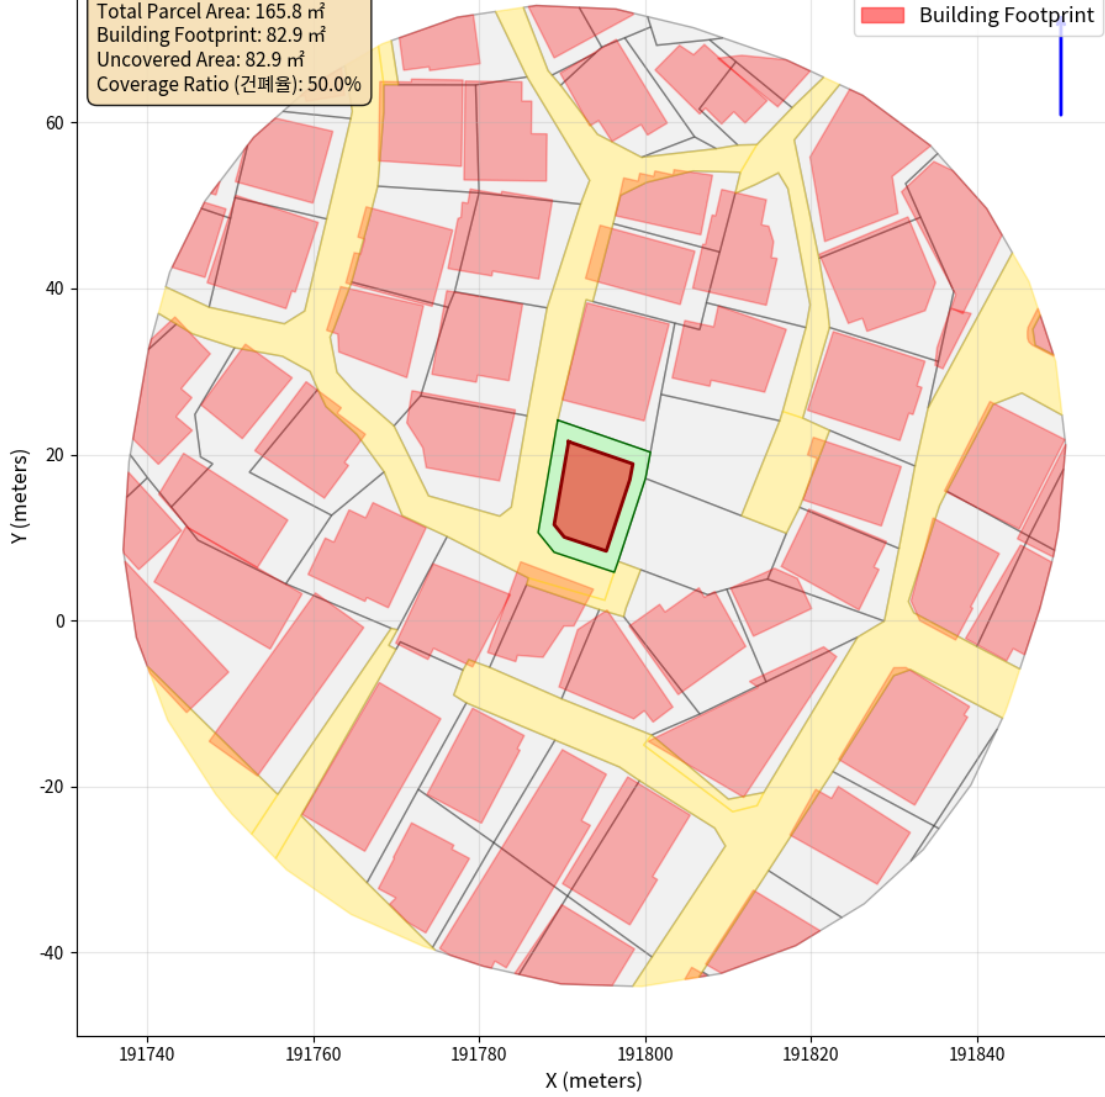 Total Parcel Area: 165.8 ㎡
Building Footprint: 82.9 ㎡
Uncovered Area: 82.9 ㎡
Coverage Ratio (건폐율): 50.0%
Building Footprint
60
40
20
0
-20
-40
Y (meters)
191740
191760
191780
191800
191820
191840
X (meters)